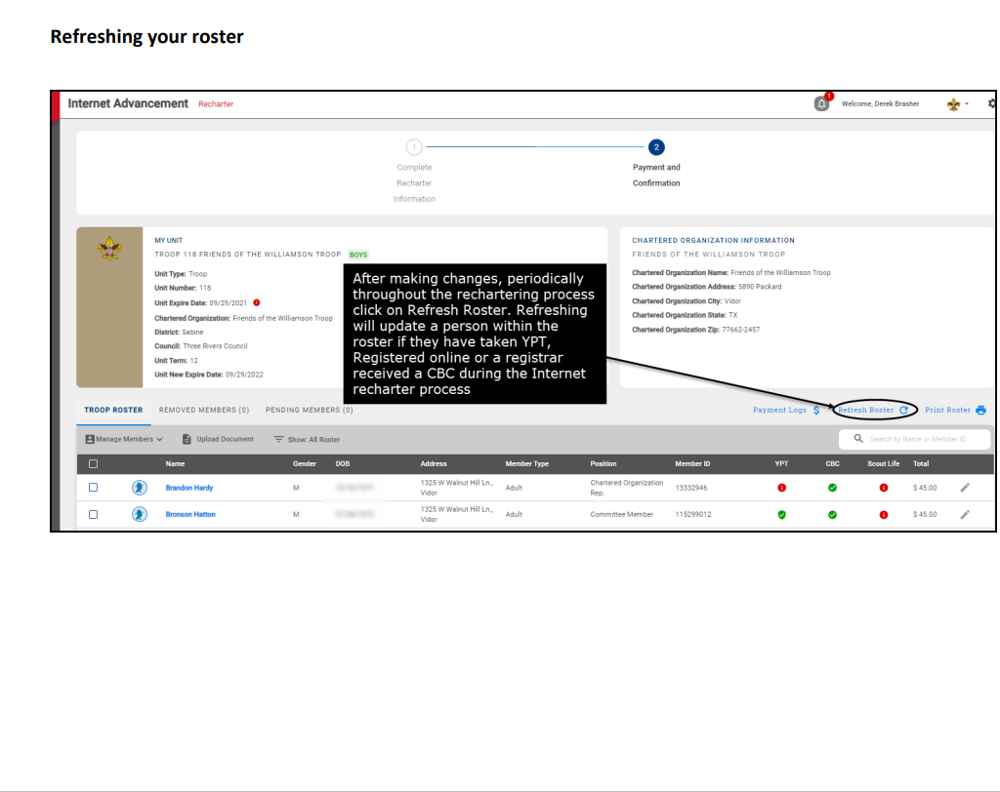 Refreshing your roster
Internet Advancement Recharter 1 Welcome, Derek Brasher
1 2
Complete Recharter Information
Payment and Confirmation
MY UNIT
TROOP 118 FRIENDS OF THE WILLIAMSON TROOP BOYS
Unit Type: Troop
Unit Number: 118
Unit Expire Date: 09/29/2021
Chartered Organization: Friends of the Williamson Troop
District: Sabine
Council: Three Rivers Council
Unit Term: 12
Unit New Expire Date: 09/29/2022
CHARTERED ORGANIZATION INFORMATION
FRIENDS OF THE WILLIAMSON TROOP
Chartered Organization Name: Friends of the Williamson Troop
Chartered Organization Address: 5890 Packard
Chartered Organization City: Vidor
Chartered Organization State: TX
Chartered Organization Zip: 77662-2457
After making changes, periodically
throughout the rechartering process
click on Refresh Roster. Refreshing
will update a person within the
roster if they have taken YPT,
Registered online or a registrar
received a CBC during the Internet
recharter process
TROOP ROSTER REMOVED MEMBERS (0) PENDING MEMBERS (0) Payment Logs $ Refresh Roster Print Roster
Manage Members Upload Document Show: All Roster Search by Name or Member ID
Name Gender DOB Address Member Type Position Member ID YPT CBC Scout Life Total
Brandon Hardy M 1325 W Walnut Hill Ln., Vidor Adult Chartered Organization Rep. 13332946 $ 45.00
Bronson Hatton M 1325 W Walnut Hill Ln., Vidor Adult Committee Member 115299012 $ 45.00